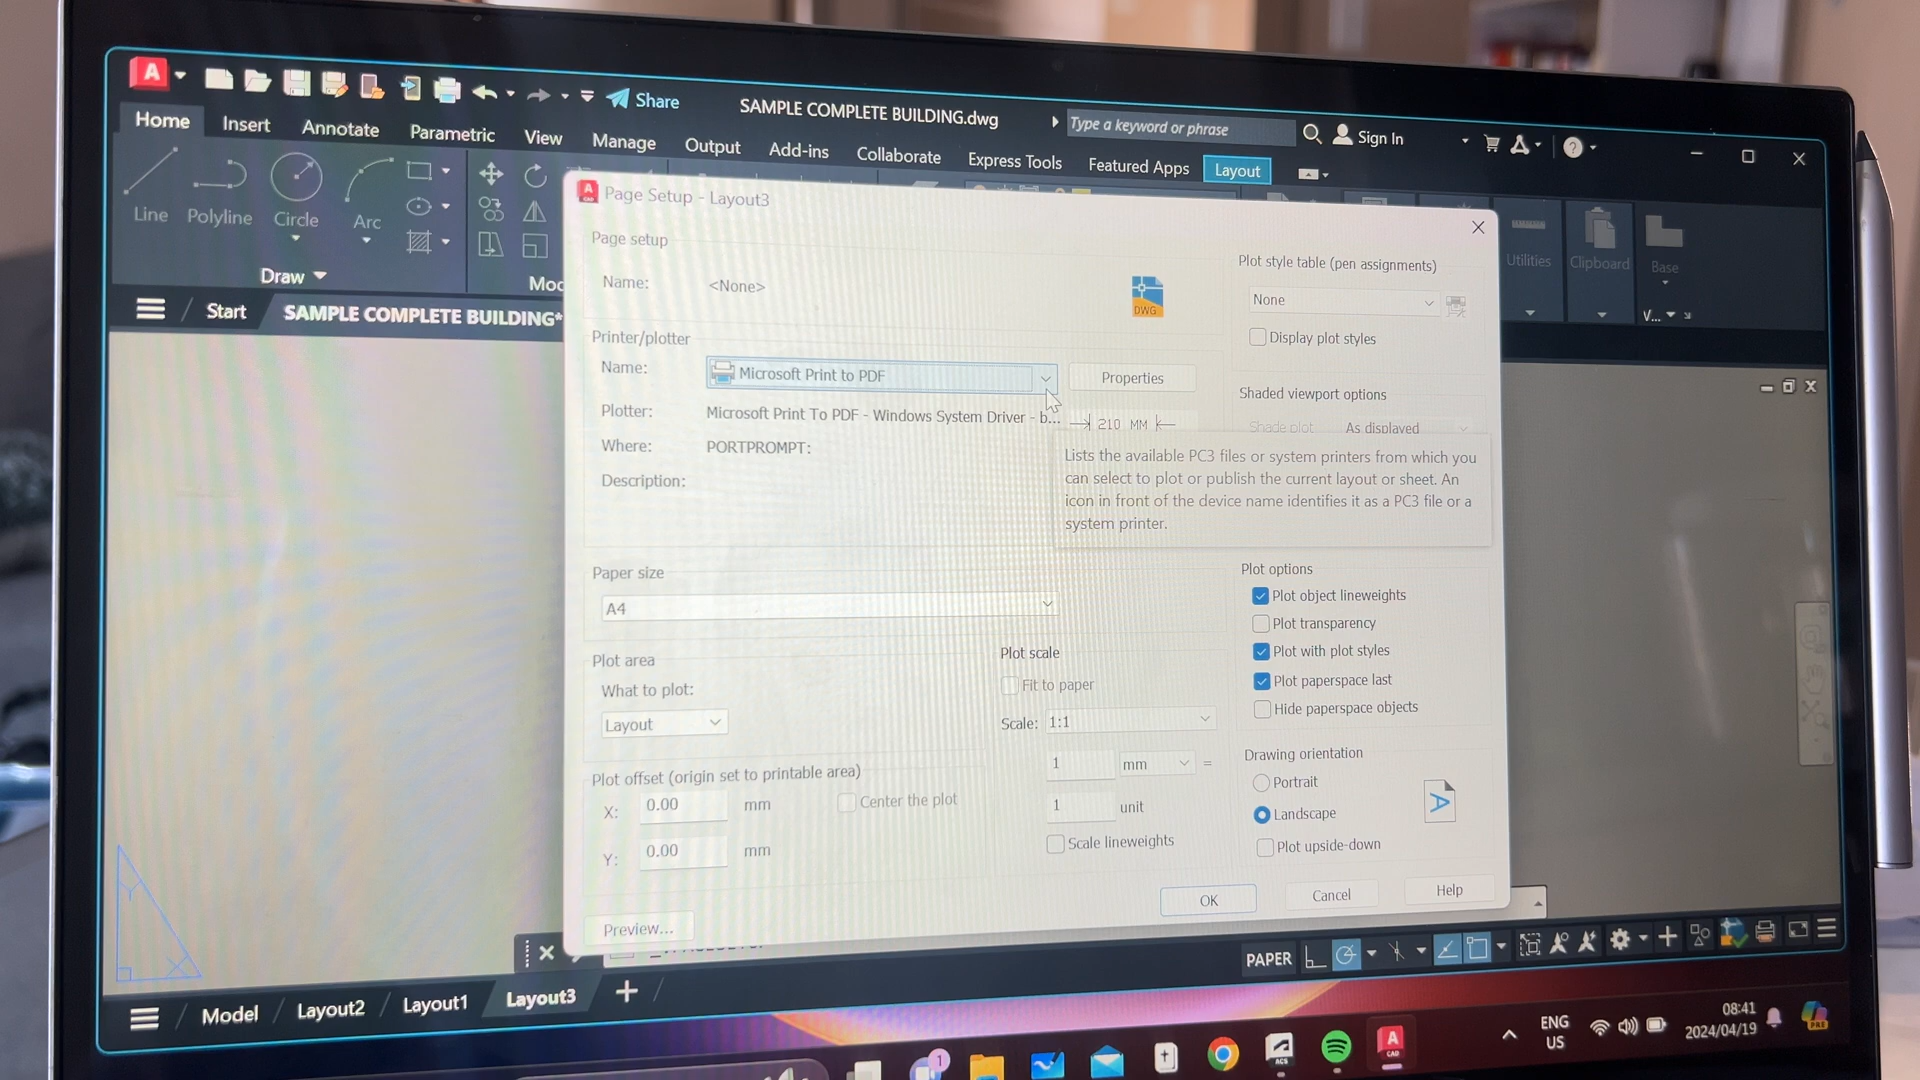 A
Share
SAMPLE COMPLETE BUILDING.dwg
Type a keyword or phrase
Sign In
Home Insert Annotate Parametric View Manage Output Add-ins Collaborate Express Tools Featured Apps Layout
Line Polyline Circle Arc
Draw
Utilities Clipboard Base
Start SAMPLE COMPLETE BUILDING*
Page Setup - Layout3
Page setup
Name: <None>
DWG
Printer/plotter
Name: Microsoft Print to PDF Properties
Plotter: Microsoft Print To PDF - Windows System Driver - b...
Where: PORTPROMPT:
Description:
210 MM
Plot style table (pen assignments)
None
Display plot styles
Shaded viewport options
Shade plot As displayed
Lists the available PC3 files or system printers from which you
can select to plot or publish the current layout or sheet. An
icon in front of the device name identifies it as a PC3 file or a
system printer.
Paper size
A4
Plot area
What to plot:
Layout
Plot scale
Fit to paper
Scale: 1:1
1 mm =
1 unit
Scale lineweights
Plot offset (origin set to printable area)
X: 0.00 mm Center the plot
Y: 0.00 mm
Plot options
Plot object lineweights
Plot transparency
Plot with plot styles
Plot paperspace last
Hide paperspace objects
Drawing orientation
Portrait
Landscape
Plot upside-down
Preview... OK Cancel Help
PAPER
Model Layout2 Layout1 Layout3
ENG
US
08:41
2024/04/19